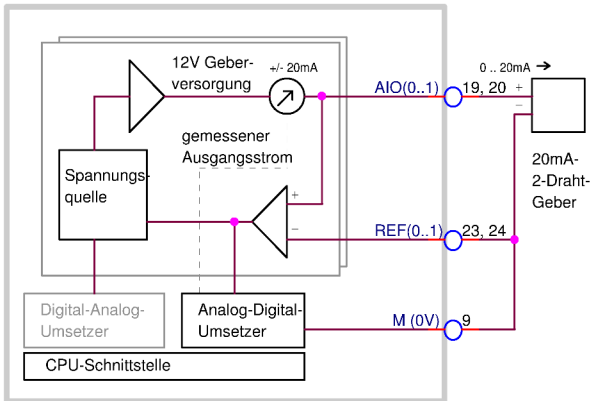 12V Geber-
versorgung
+/- 20mA
0 .. 20mA
AIO(0..1)
19, 20
+
−
gemessener
Ausgangsstrom
20mA-
2-Draht-
Geber
Spannungs-
quelle
+
−
REF(0..1)
23, 24
Digital-Analog-
Umsetzer
Analog-Digital-
Umsetzer
M (0V)
9
CPU-Schnittstelle